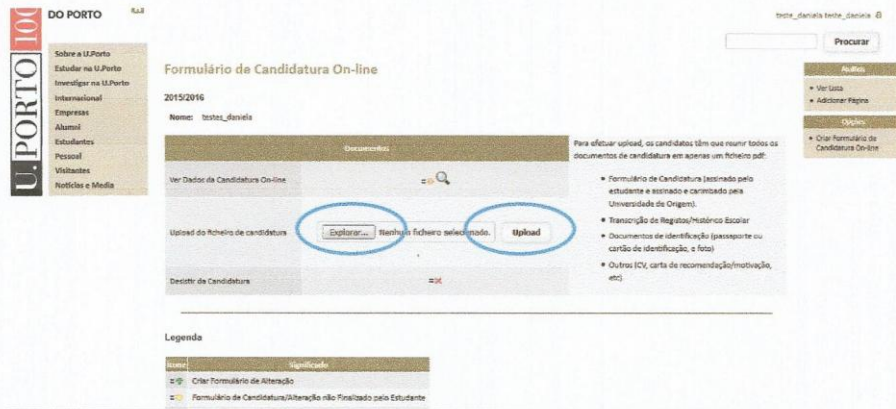 U.PORTO 100
DO PORTO
teste_daniela teste_daniela
Procurar
Sobre a U.Porto
Estudar na U.Porto
Investigar na U.Porto
Internacional
Empresas
Alumni
Estudantes
Pessoal
Visitantes
Notícias e Media
Formulário de Candidatura On-line
2015/2016
Nome: testes_daniela
Documentos
Ver Dados da Candidatura On-line
Upload do ficheiro de candidatura
Explorar... Nenhum ficheiro selecionado. Upload
Desistir da Candidatura
Para efetuar upload, os candidatos têm que reunir todos os
documentos de candidatura em apenas um ficheiro pdf:
• Formulário de Candidatura (assinado pelo
estudante e assinado e carimbado pela
Universidade de Origem).
• Transcrição de Registos/Histórico Escolar
• Documentos de identificação (passaporte ou
cartão de identificação, e foto)
• Outros (CV, carta de recomendação/motivação,
etc)
• Ver Lista
• Adicionar Página
Opções
• Criar Formulário de
Candidatura On-line
Legenda
Ícone Significado
Criar Formulário de Alteração
Formulário de Candidatura/Alteração não Finalizado pelo Estudante